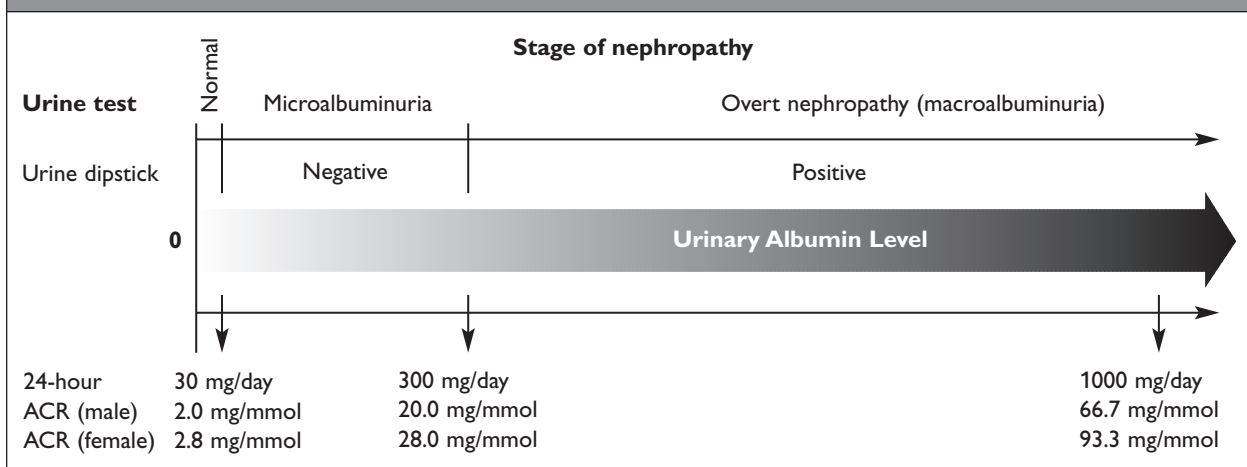 Stage of nephropathy
Normal
Urine test Microalbuminuria Overt nephropathy (macroalbuminuria)
Urine dipstick Negative Positive
0 Urinary Albumin Level
24-hour 30 mg/day 300 mg/day 1000 mg/day
ACR (male) 2.0 mg/mmol 20.0 mg/mmol 66.7 mg/mmol
ACR (female) 2.8 mg/mmol 28.0 mg/mmol 93.3 mg/mmol